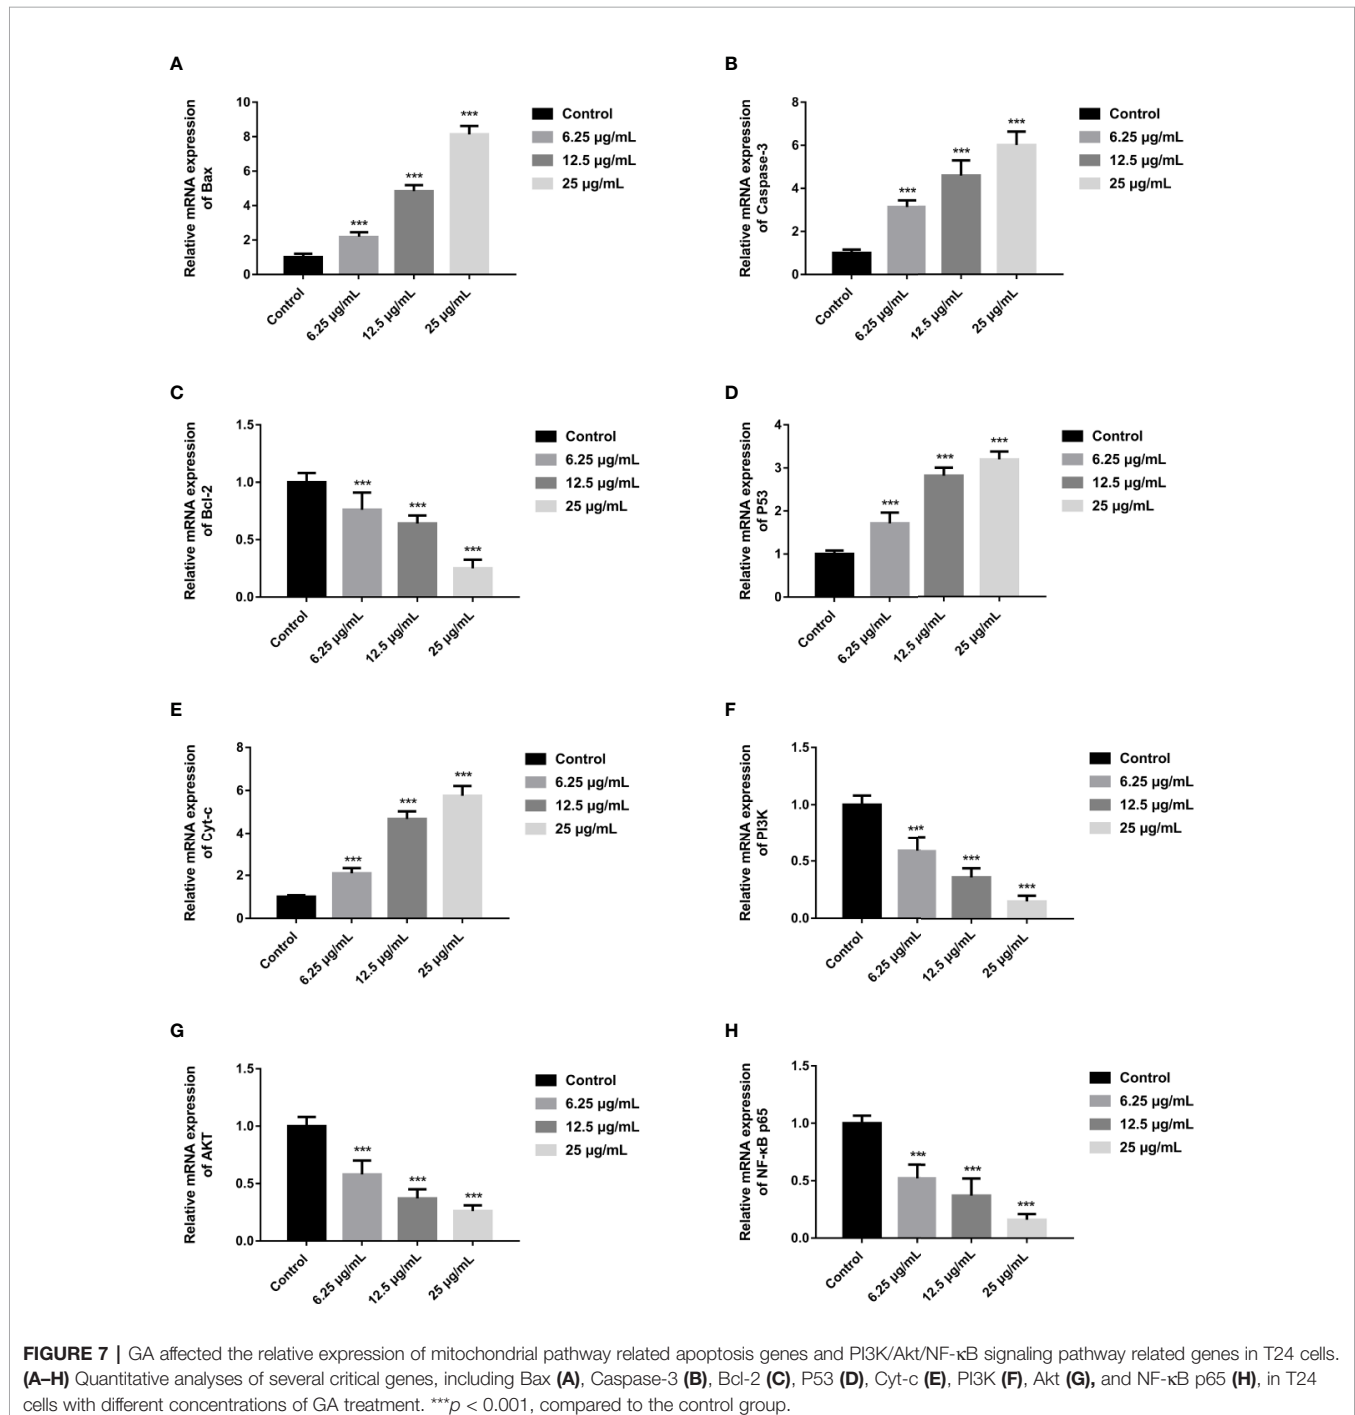 A
Relative mRNA expression
of Bax
10
8
6
4
2
0
***
***
***
Control
6.25 µg/mL
12.5 µg/mL
25 µg/mL
Control
6.25 µg/mL
12.5 µg/mL
25 µg/mL
B
Relative mRNA expression
of Caspase-3
8
6
4
2
0
***
***
***
Control
6.25 µg/mL
12.5 µg/mL
25 µg/mL
Control
6.25 µg/mL
12.5 µg/mL
25 µg/mL
C
Relative mRNA expression
of Bcl-2
1.5
1.0
0.5
0.0
***
***
***
Control
6.25 µg/mL
12.5 µg/mL
25 µg/mL
Control
6.25 µg/mL
12.5 µg/mL
25 µg/mL
D
Relative mRNA expression
of P53
4
3
2
1
0
***
***
***
Control
6.25 µg/mL
12.5 µg/mL
25 µg/mL
Control
6.25 µg/mL
12.5 µg/mL
25 µg/mL
E
Relative mRNA expression
of Cyt-c
8
6
4
2
0
***
***
***
Control
6.25 µg/mL
12.5 µg/mL
25 µg/mL
Control
6.25 µg/mL
12.5 µg/mL
25 µg/mL
F
Relative mRNA expression
of PI3K
1.5
1.0
0.5
0.0
***
***
***
Control
6.25 µg/mL
12.5 µg/mL
25 µg/mL
Control
6.25 µg/mL
12.5 µg/mL
25 µg/mL
G
Relative mRNA expression
of AKT
1.5
1.0
0.5
0.0
***
***
***
Control
6.25 µg/mL
12.5 µg/mL
25 µg/mL
Control
6.25 µg/mL
12.5 µg/mL
25 µg/mL
H
Relative mRNA expression
of NF-κB p65
1.5
1.0
0.5
0.0
***
***
***
Control
6.25 µg/mL
12.5 µg/mL
25 µg/mL
Control
6.25 µg/mL
12.5 µg/mL
25 µg/mL
FIGURE 7 | GA affected the relative expression of mitochondrial pathway related apoptosis genes and PI3K/Akt/NF-κB signaling pathway related genes in T24 cells.
(A–H) Quantitative analyses of several critical genes, including Bax (A), Caspase-3 (B), Bcl-2 (C), P53 (D), Cyt-c (E), PI3K (F), Akt (G), and NF-κB p65 (H), in T24
cells with different concentrations of GA treatment. ***p < 0.001, compared to the control group.